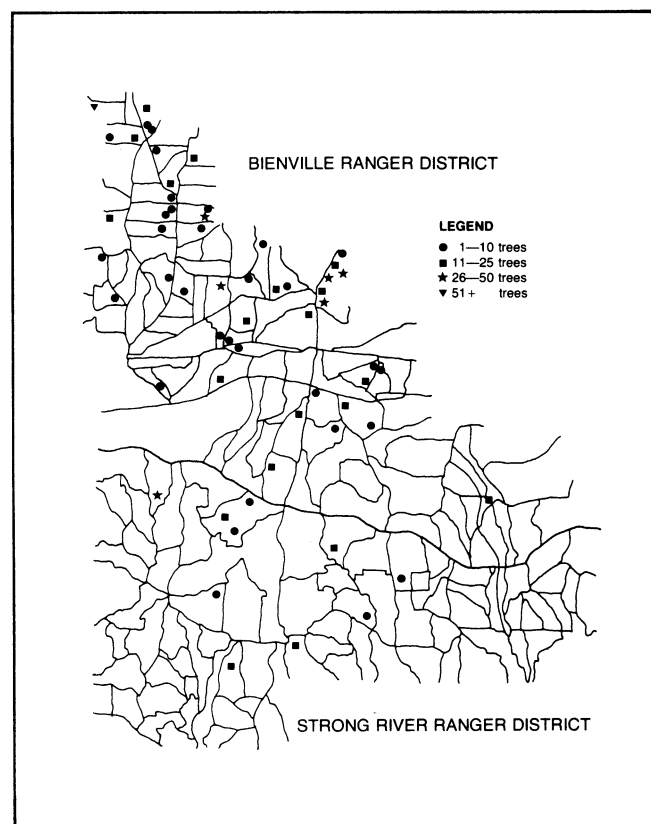 BIENVILLE RANGER DISTRICT
LEGEND
● 1—10 trees
■ 11—25 trees
★ 26—50 trees
▼ 51+ trees
STRONG RIVER RANGER DISTRICT